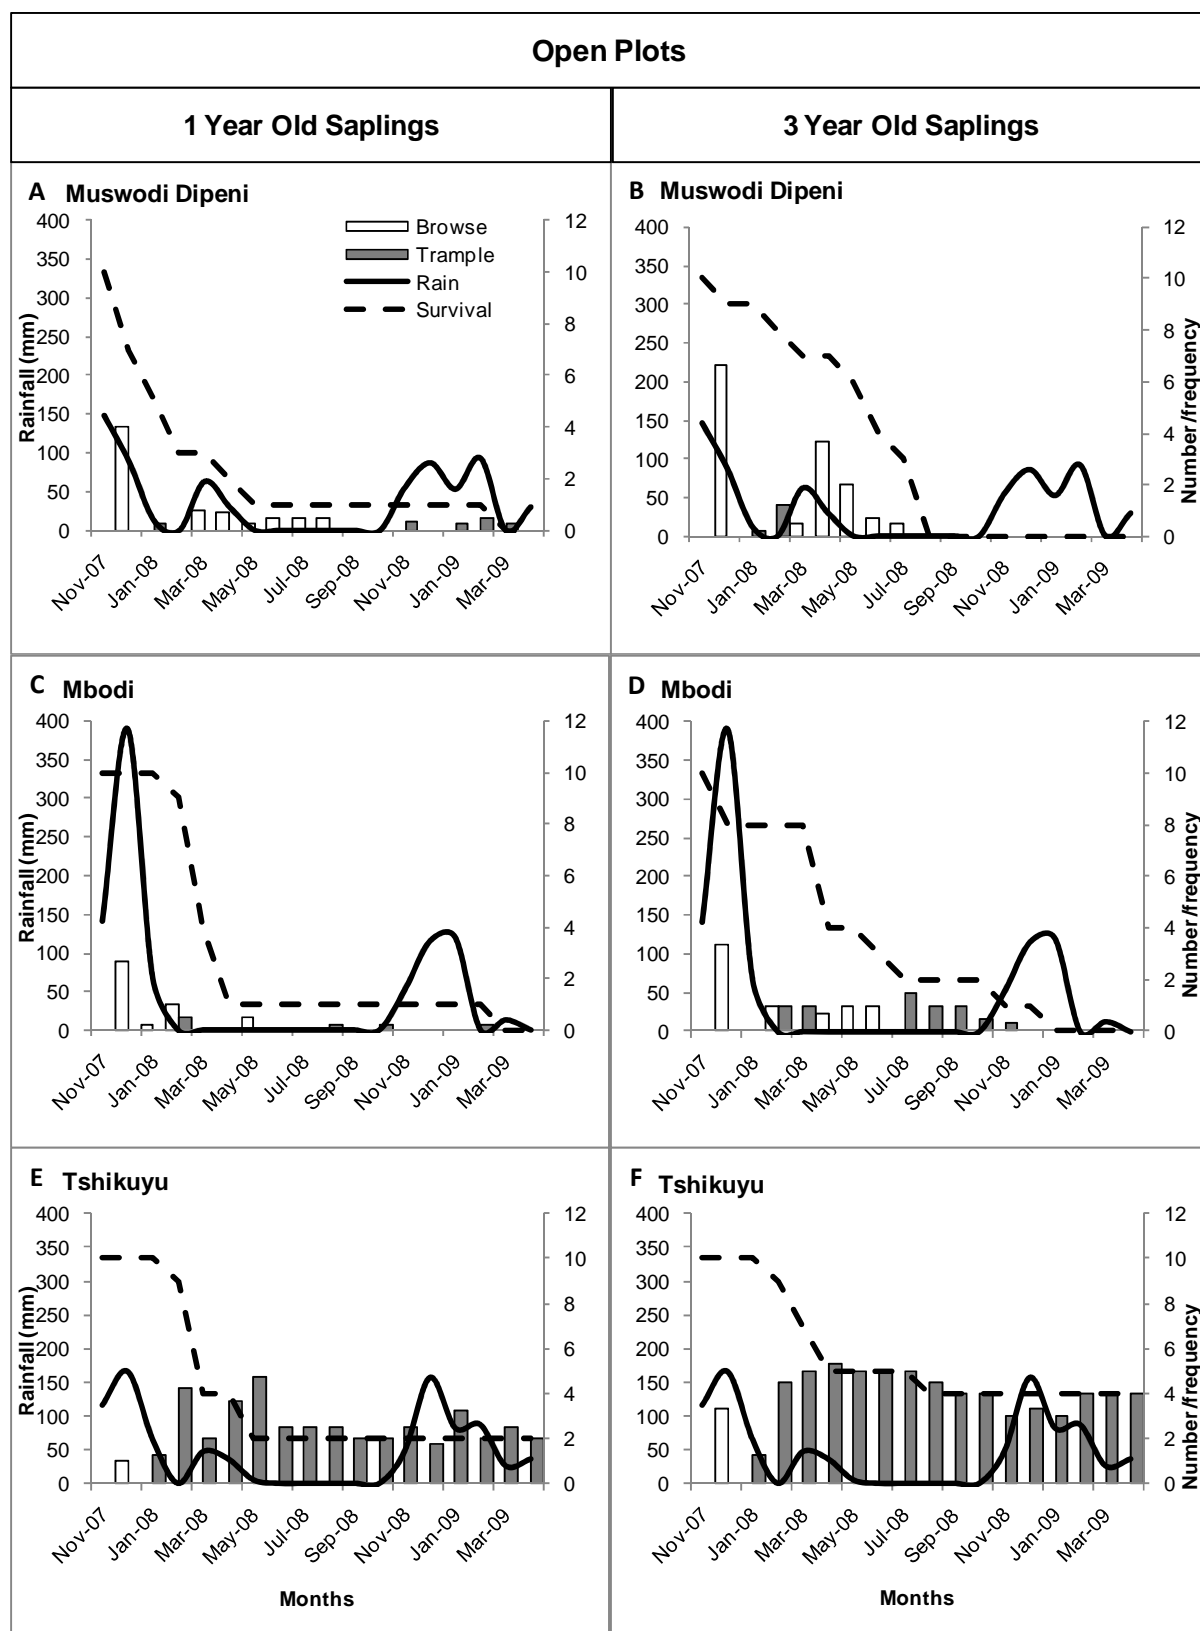 Open Plots
1 Year Old Saplings
3 Year Old Saplings
A Muswodi Dipeni
400
350
300
250
200
150
100
50
0
Rainfall (mm)
12
10
8
6
4
2
0
Browse
Trample
Rain
Survival
Nov-07
Jan-08
Mar-08
May-08
Jul-08
Sep-08
Nov-08
Jan-09
Mar-09
B Muswodi Dipeni
400
350
300
250
200
150
100
50
0
12
10
8
6
4
2
0
Number/frequency
Nov-07
Jan-08
Mar-08
May-08
Jul-08
Sep-08
Nov-08
Jan-09
Mar-09
C Mbodi
400
350
300
250
200
150
100
50
0
Rainfall (mm)
12
10
8
6
4
2
0
Nov-07
Jan-08
Mar-08
May-08
Jul-08
Sep-08
Nov-08
Jan-09
Mar-09
D Mbodi
400
350
300
250
200
150
100
50
0
12
10
8
6
4
2
0
Number/frequency
Nov-07
Jan-08
Mar-08
May-08
Jul-08
Sep-08
Nov-08
Jan-09
Mar-09
E Tshikuyu
400
350
300
250
200
150
100
50
0
Rainfall (mm)
12
10
8
6
4
2
0
Nov-07
Jan-08
Mar-08
May-08
Jul-08
Sep-08
Nov-08
Jan-09
Mar-09
Months
F Tshikuyu
400
350
300
250
200
150
100
50
0
12
10
8
6
4
2
0
Number/frequency
Nov-07
Jan-08
Mar-08
May-08
Jul-08
Sep-08
Nov-08
Jan-09
Mar-09
Months